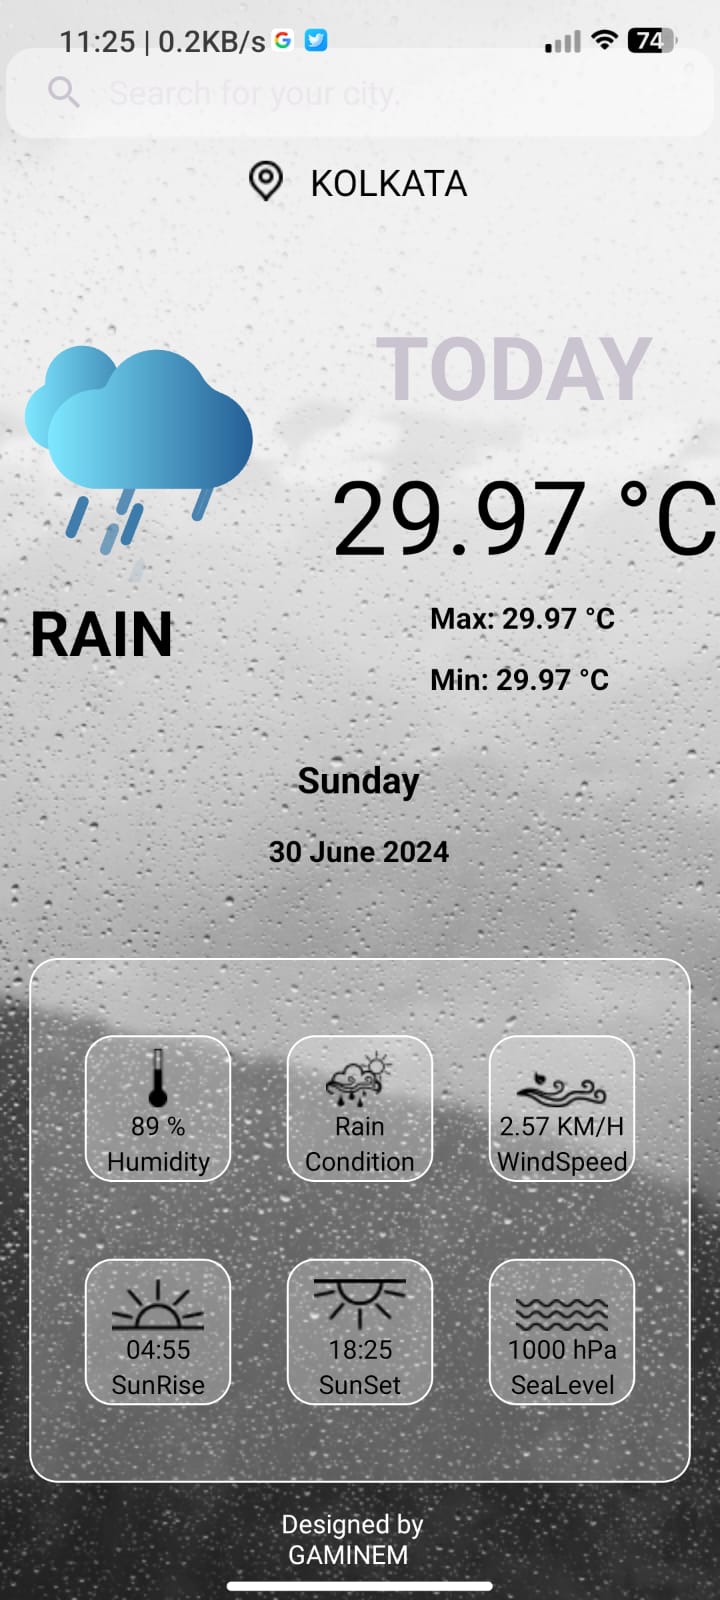 11:25 | 0.2KB/s
74
Search for your city.
KOLKATA
TODAY
29.97 °C
RAIN
Max: 29.97 °C
Min: 29.97 °C
Sunday
30 June 2024
89 %
Humidity
Rain
Condition
2.57 KM/H
WindSpeed
04:55
SunRise
18:25
SunSet
1000 hPa
SeaLevel
Designed by
GAMINEM